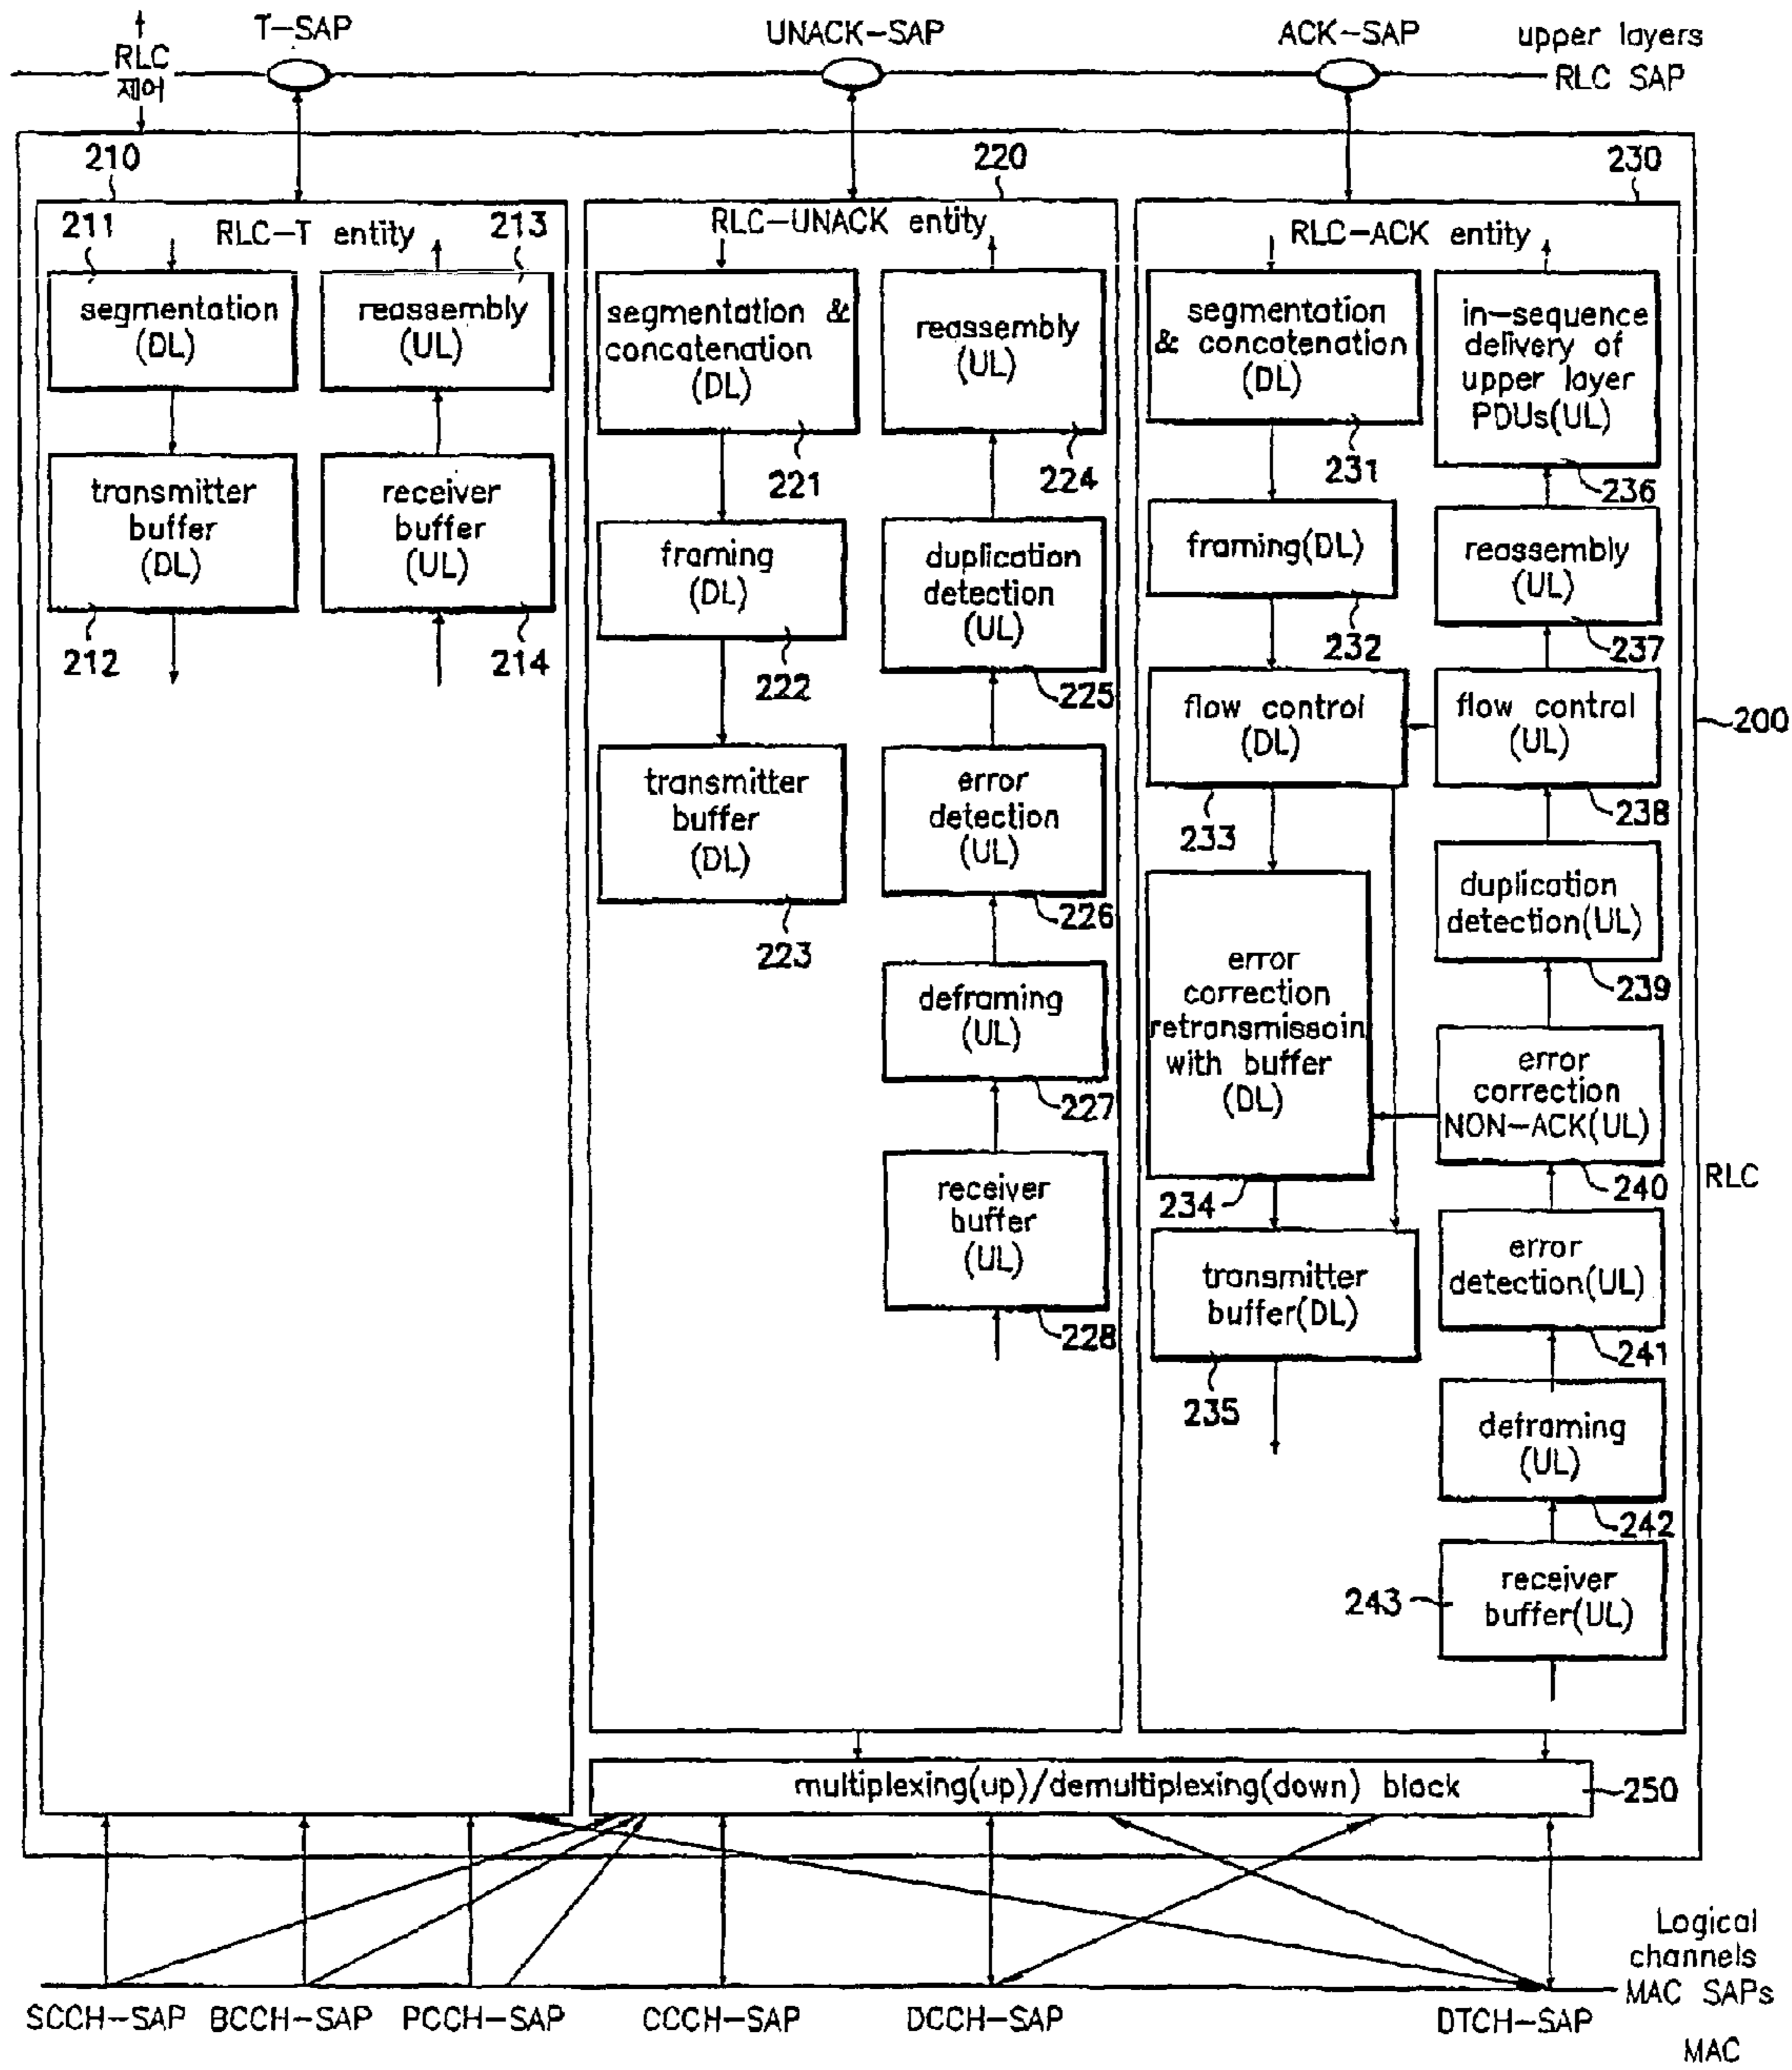 T-SAP
UNACK-SAP
ACK-SAP
upper layers
RLC
제어
RLC SAP
210
220
230
RLC-T entity
RLC-UNACK entity
RLC-ACK entity
211
213
segmentation
(DL)
reassembly
(UL)
transmitter
buffer
(DL)
receiver
buffer
(UL)
212
214
segmentation &
concatenation
(DL)
221
reassembly
(UL)
224
framing
(DL)
222
duplication
detection
(UL)
225
transmitter
buffer
(DL)
223
error
detection
(UL)
226
deframing
(UL)
227
receiver
buffer
(UL)
228
segmentation
& concatenation
(DL)
231
in-sequence
delivery of
upper layer
PDUs(UL)
236
framing(DL)
232
reassembly
(UL)
237
flow control
(DL)
233
flow control
(UL)
238
200
duplication
detection(UL)
239
error
correction
retransmissoin
with buffer
(DL)
234
error
correction
NON-ACK(UL)
240
RLC
transmitter
buffer(DL)
235
error
detection(UL)
241
deframing
(UL)
242
receiver
buffer(UL)
243
multiplexing(up)/demultiplexing(down) block
250
Logical
channels
MAC SAPs
SCCH-SAP
BCCH-SAP
PCCH-SAP
CCCH-SAP
DCCH-SAP
DTCH-SAP
MAC